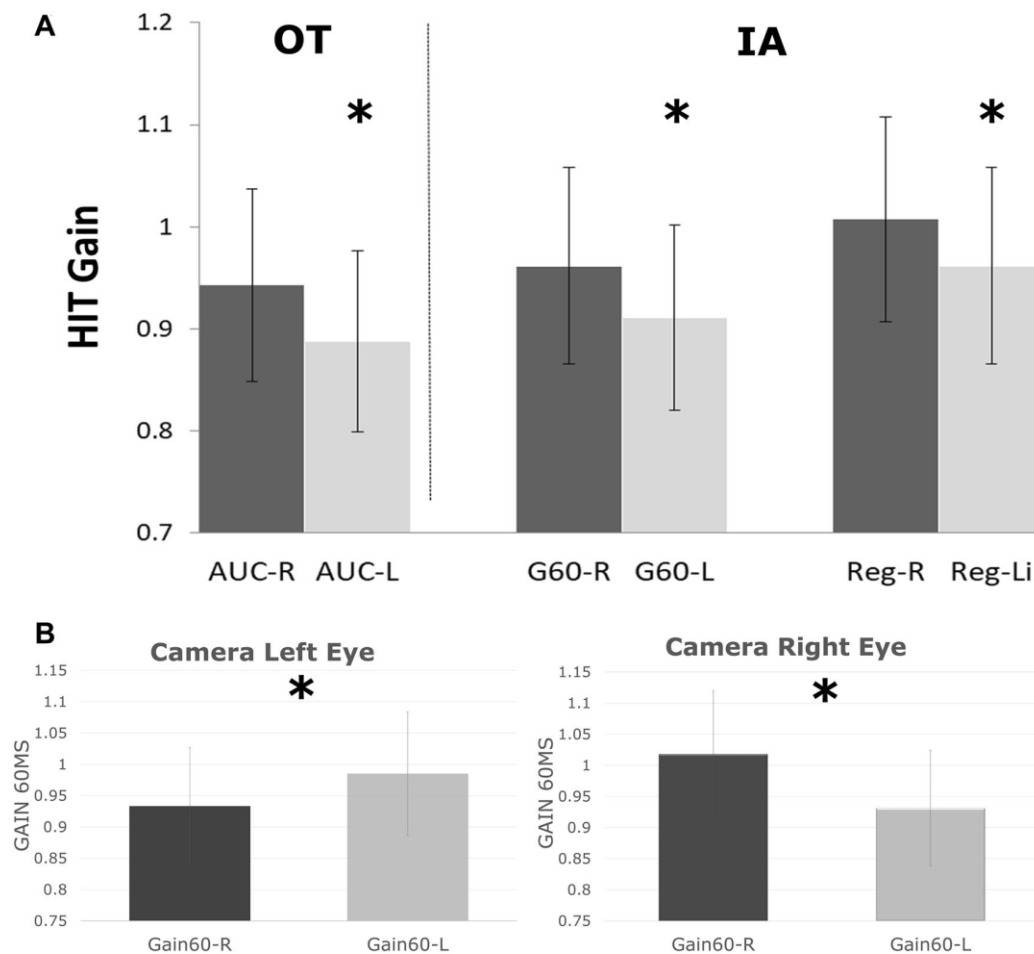 A
OT
IA
1.2
1.1
1
0.9
0.8
0.7
HIT Gain
* * *
AUC-R AUC-L G60-R G60-L Reg-R Reg-Li
B
Camera Left Eye
1.15
1.1
1.05
1
0.95
0.9
0.85
0.8
0.75
GAIN 60MS
*
Gain60-R Gain60-L
Camera Right Eye
1.15
1.1
1.05
1
0.95
0.9
0.85
0.8
0.75
GAIN 60MS
*
Gain60-R Gain60-L